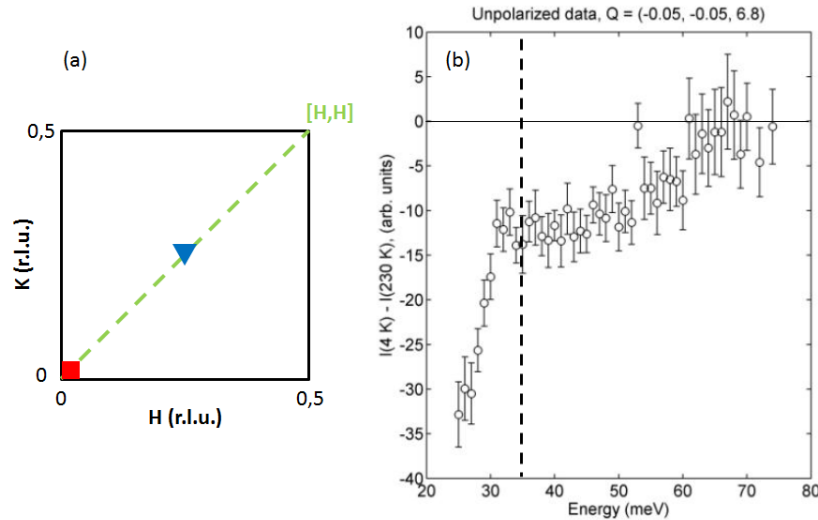 Unpolarized data, Q = (-0.05, -0.05, 6.8)
(a)
[H,H]
0,5
K (r.l.u.)
0
0
0,5
H (r.l.u.)
(b)
10
5
0
-5
-10
-15
-20
-25
-30
-35
-40
I(4 K) - I(230 K), (arb. units)
20
30
40
50
60
70
80
Energy (meV)